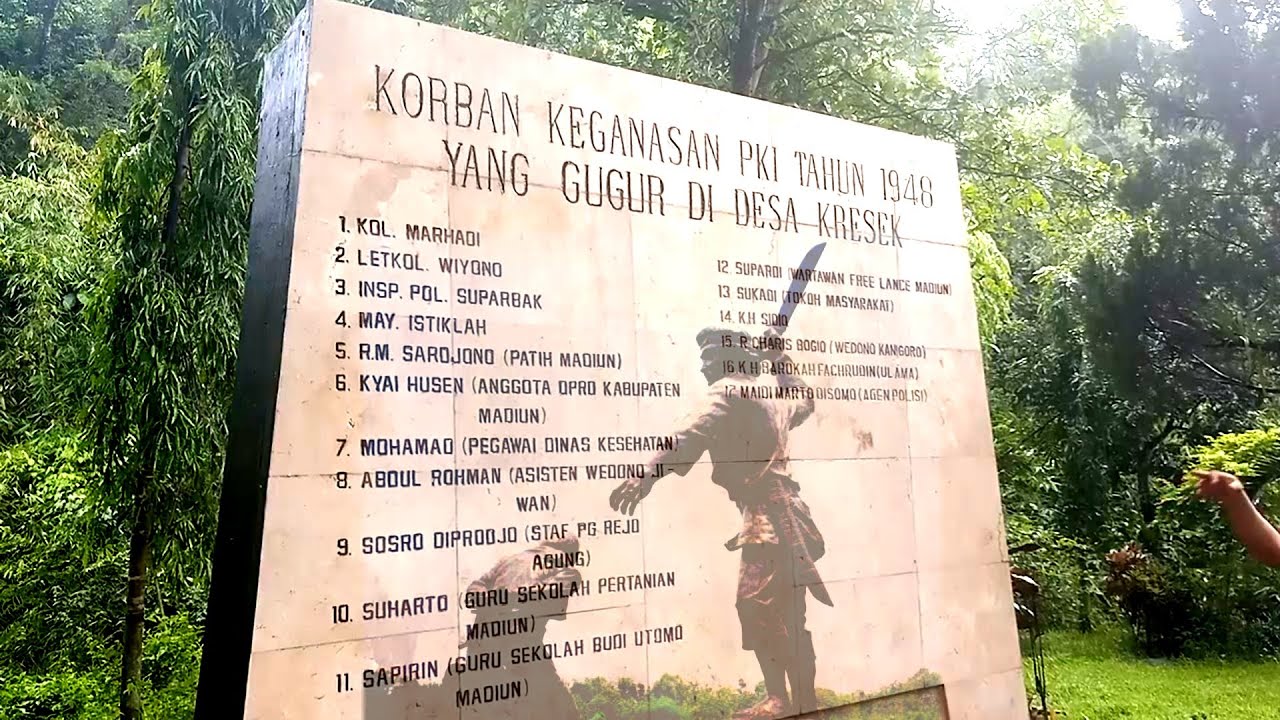 KORBAN KEGANASAN PKI TAHUN 1948
YANG GUGUR DI DESA KRESEK
1. KOL. MARHADI
2. LETKOL. WIYONO
3. INSP. POL. SUPARBAK
4. MAY. ISTIKLAH
5. R.M. SARDJONO (PATIH MADIUN)
6. KYAI HUSEN (ANGGOTA DPRD KABUPATEN
MADIUN)
7. MOHAMAD (PEGAWAI DINAS KESEHATAN)
8. ABDUL ROHMAN (ASISTEN WEDONO JI-
WAN)
9. SOSRO DIPRODJO (STAF PG REJO
AGUNG)
10. SUHARTO (GURU SEKOLAH PERTANIAN
MADIUN)
11. SAPIRIN (GURU SEKOLAH BUDI UTOMO
MADIUN)
12. SUPARDI (WARTAWAN FREE LANCE MADIUN)
13. SUKADI (TOKOH MASYARAKAT)
14. K.H SIDIQ
15. R. CHARIS BOGIO (WEDONO KANIGORO)
16 K H BAROKAH FACHRUDIN (ULAMA)
17 MAIDI MARTO DISOMO (AGEN POLISI)